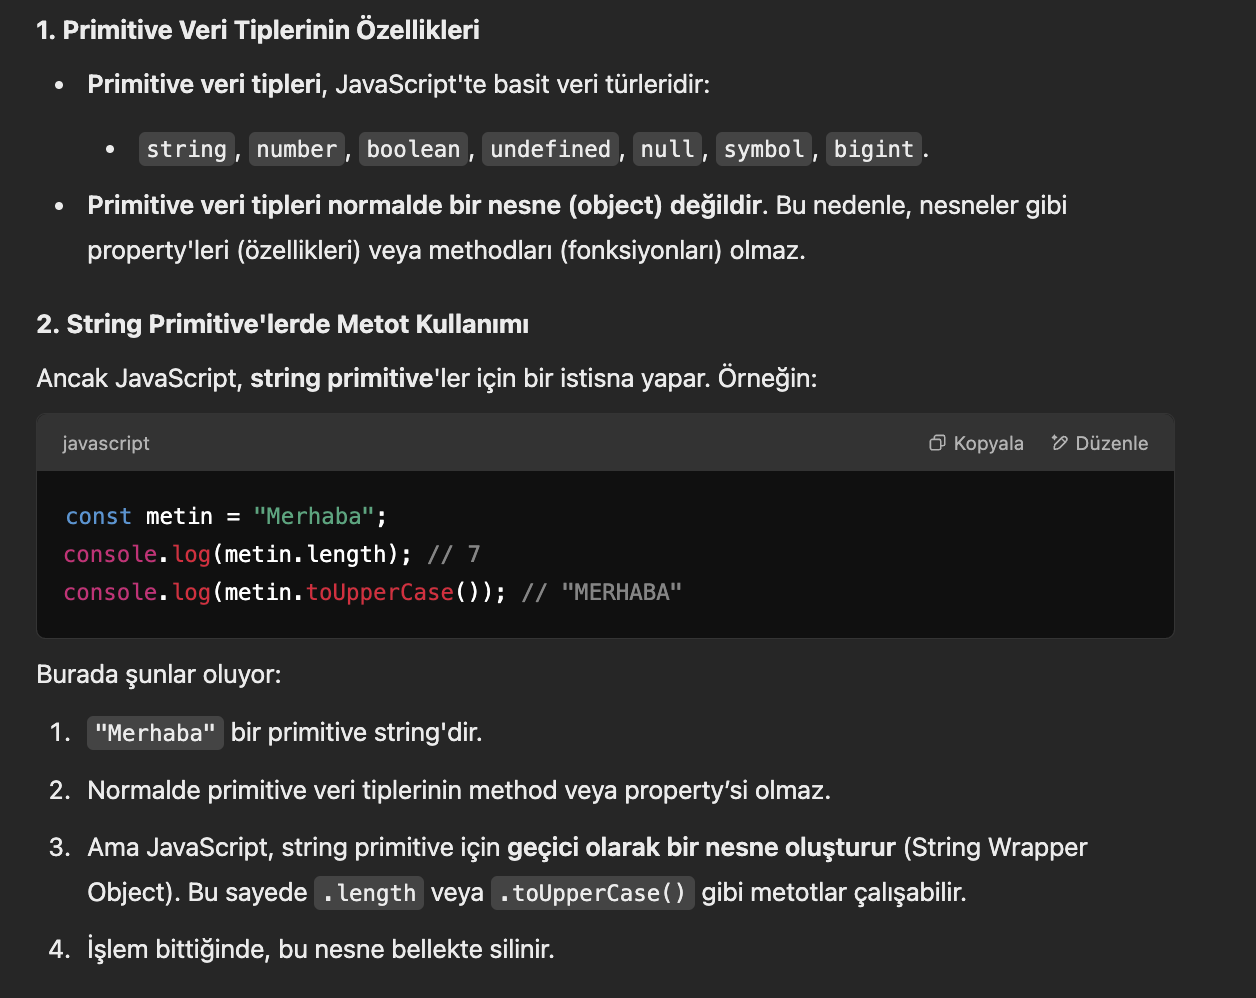 1. Primitive Veri Tiplerinin Özellikleri
• Primitive veri tipleri, JavaScript'te basit veri türleridir:
• string, number, boolean, undefined, null, symbol, bigint.
• Primitive veri tipleri normalde bir nesne (object) değildir. Bu nedenle, nesneler gibi
property'leri (özellikleri) veya methodları (fonksiyonları) olmaz.
2. String Primitive'lerde Metot Kullanımı
Ancak JavaScript, string primitive'ler için bir istisna yapar. Örneğin:
javascript Kopyala Düzenle
const metin = "Merhaba";
console.log(metin.length); // 7
console.log(metin.toUpperCase()); // "MERHABA"
Burada şunlar oluyor:
1. "Merhaba" bir primitive string'dir.
2. Normalde primitive veri tiplerinin method veya property’si olmaz.
3. Ama JavaScript, string primitive için geçici olarak bir nesne oluşturur (String Wrapper
Object). Bu sayede .length veya .toUpperCase() gibi metotlar çalışabilir.
4. İşlem bittiğinde, bu nesne bellekte silinir.